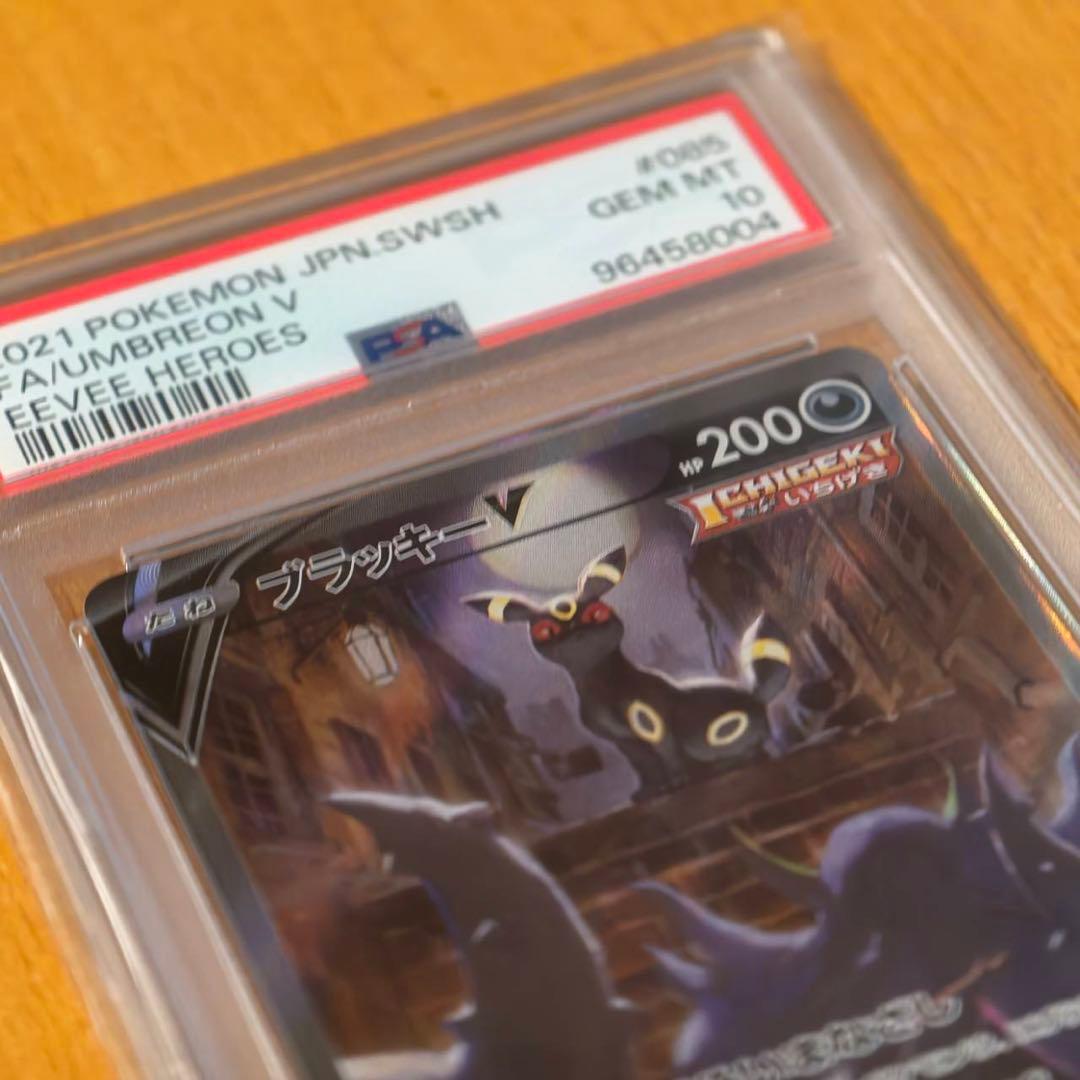 2021 POKEMON JPN.SWSH
FA/UMBREON V
EEVEE HEROES
#085
GEM MT
10
96458004
PSA
たね
ブラッキーV
HP 200
ICHIGEKI
いちげき